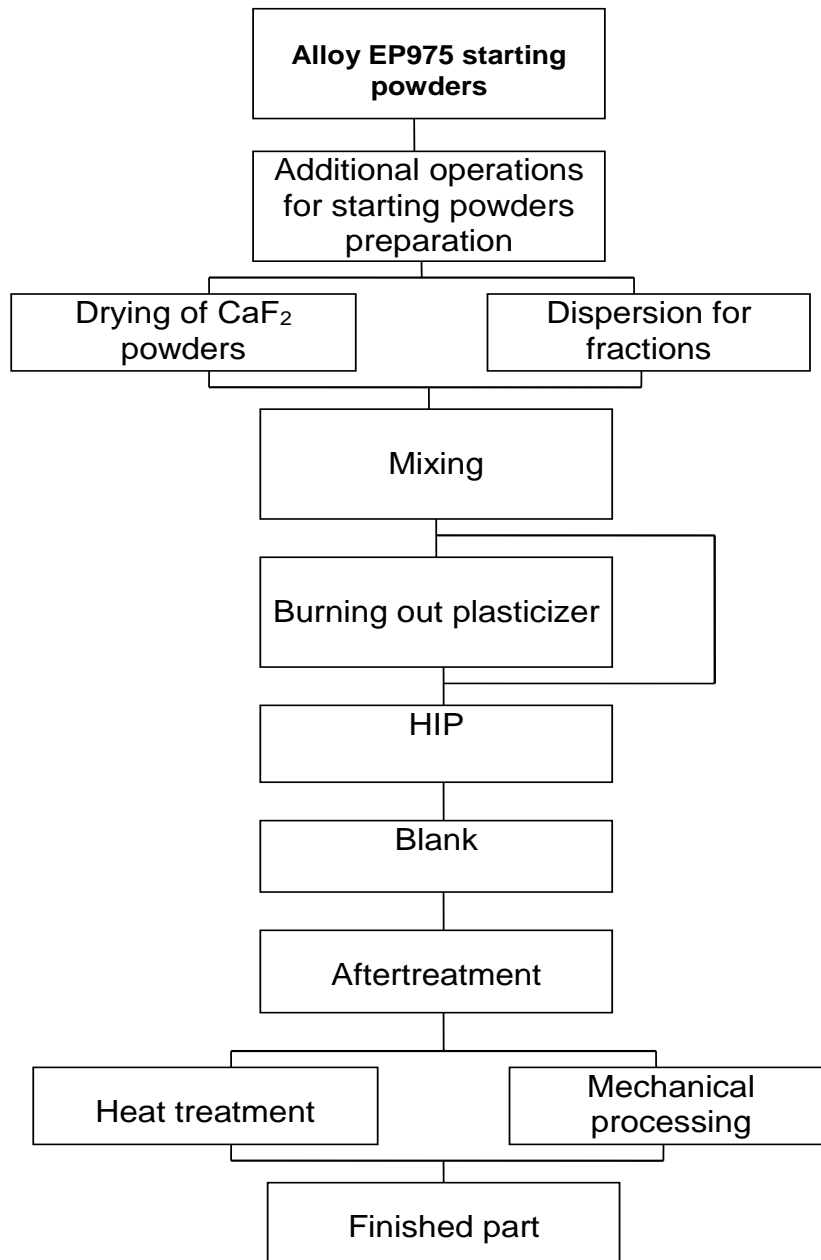 Alloy EP975 starting
powders
Additional operations
for starting powders
preparation
Drying of CaF₂
powders
Dispersion for
fractions
Mixing
Burning out plasticizer
HIP
Blank
Aftertreatment
Heat treatment
Mechanical
processing
Finished part